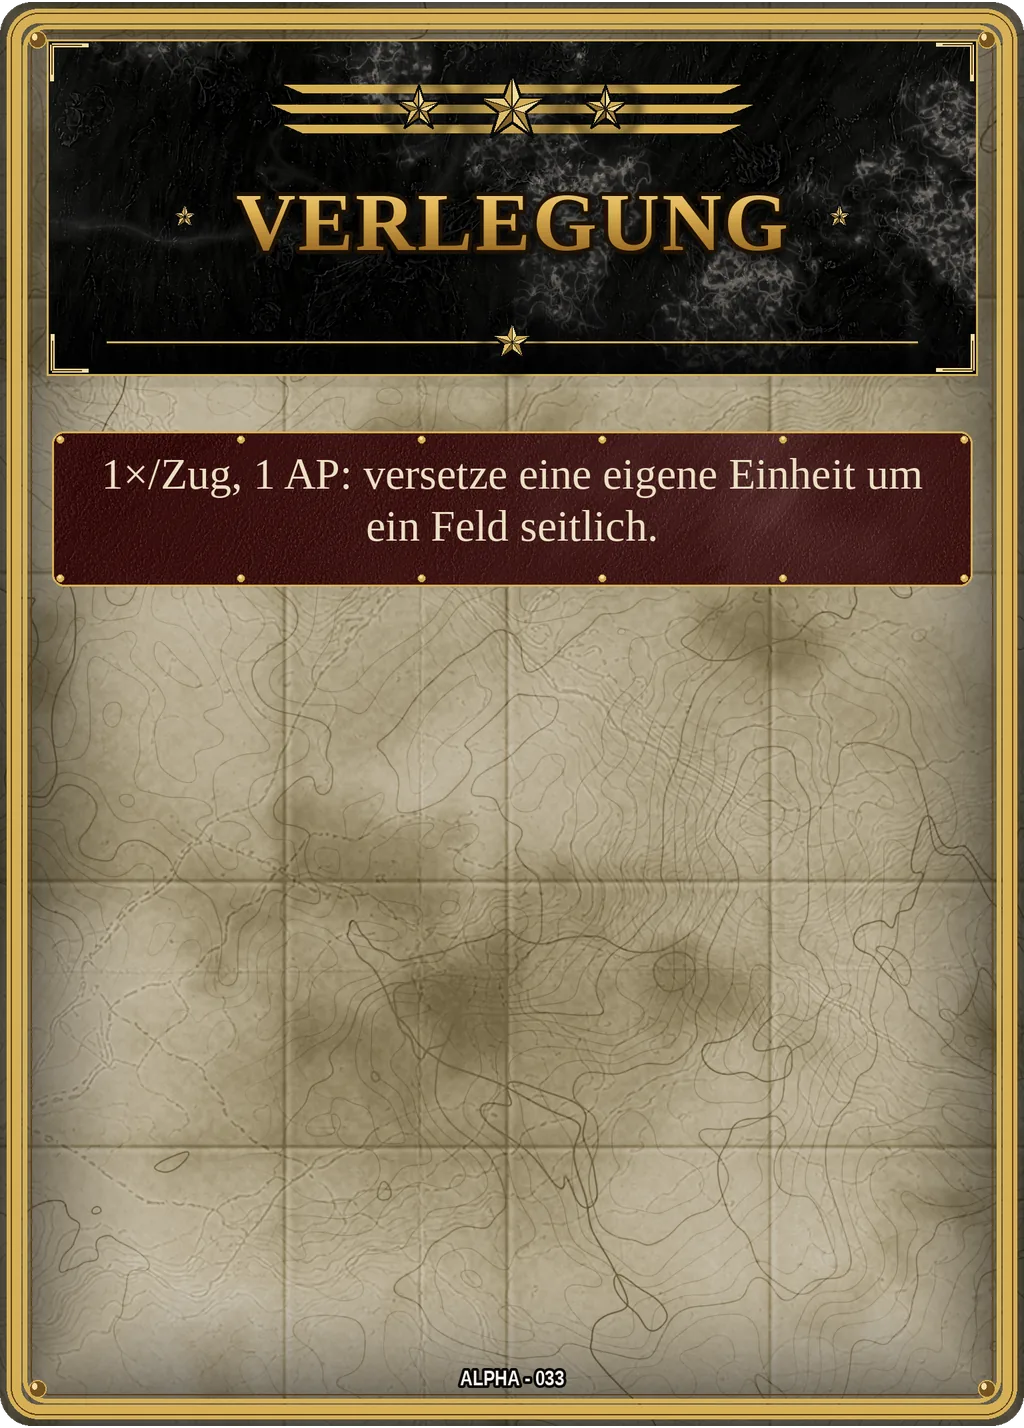 VERLEGUNG
1×/Zug, 1 AP: versetze eine eigene Einheit um
ein Feld seitlich.
ALPHA - 033